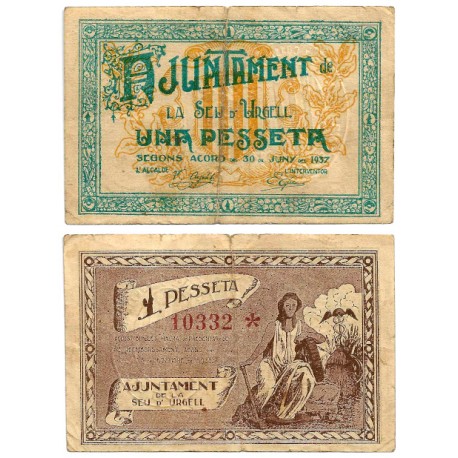 AJUNTAMENT de
LA SEU D'URGELL
UNA PESSETA
SEGONS ACORD DEL 30 DE JUNY DEL 1937
L'ALCALDE L'INTERVENTOR
1 PESSETA
10332 *
AJUNTAMENT
DE LA
SEU D'URGELL